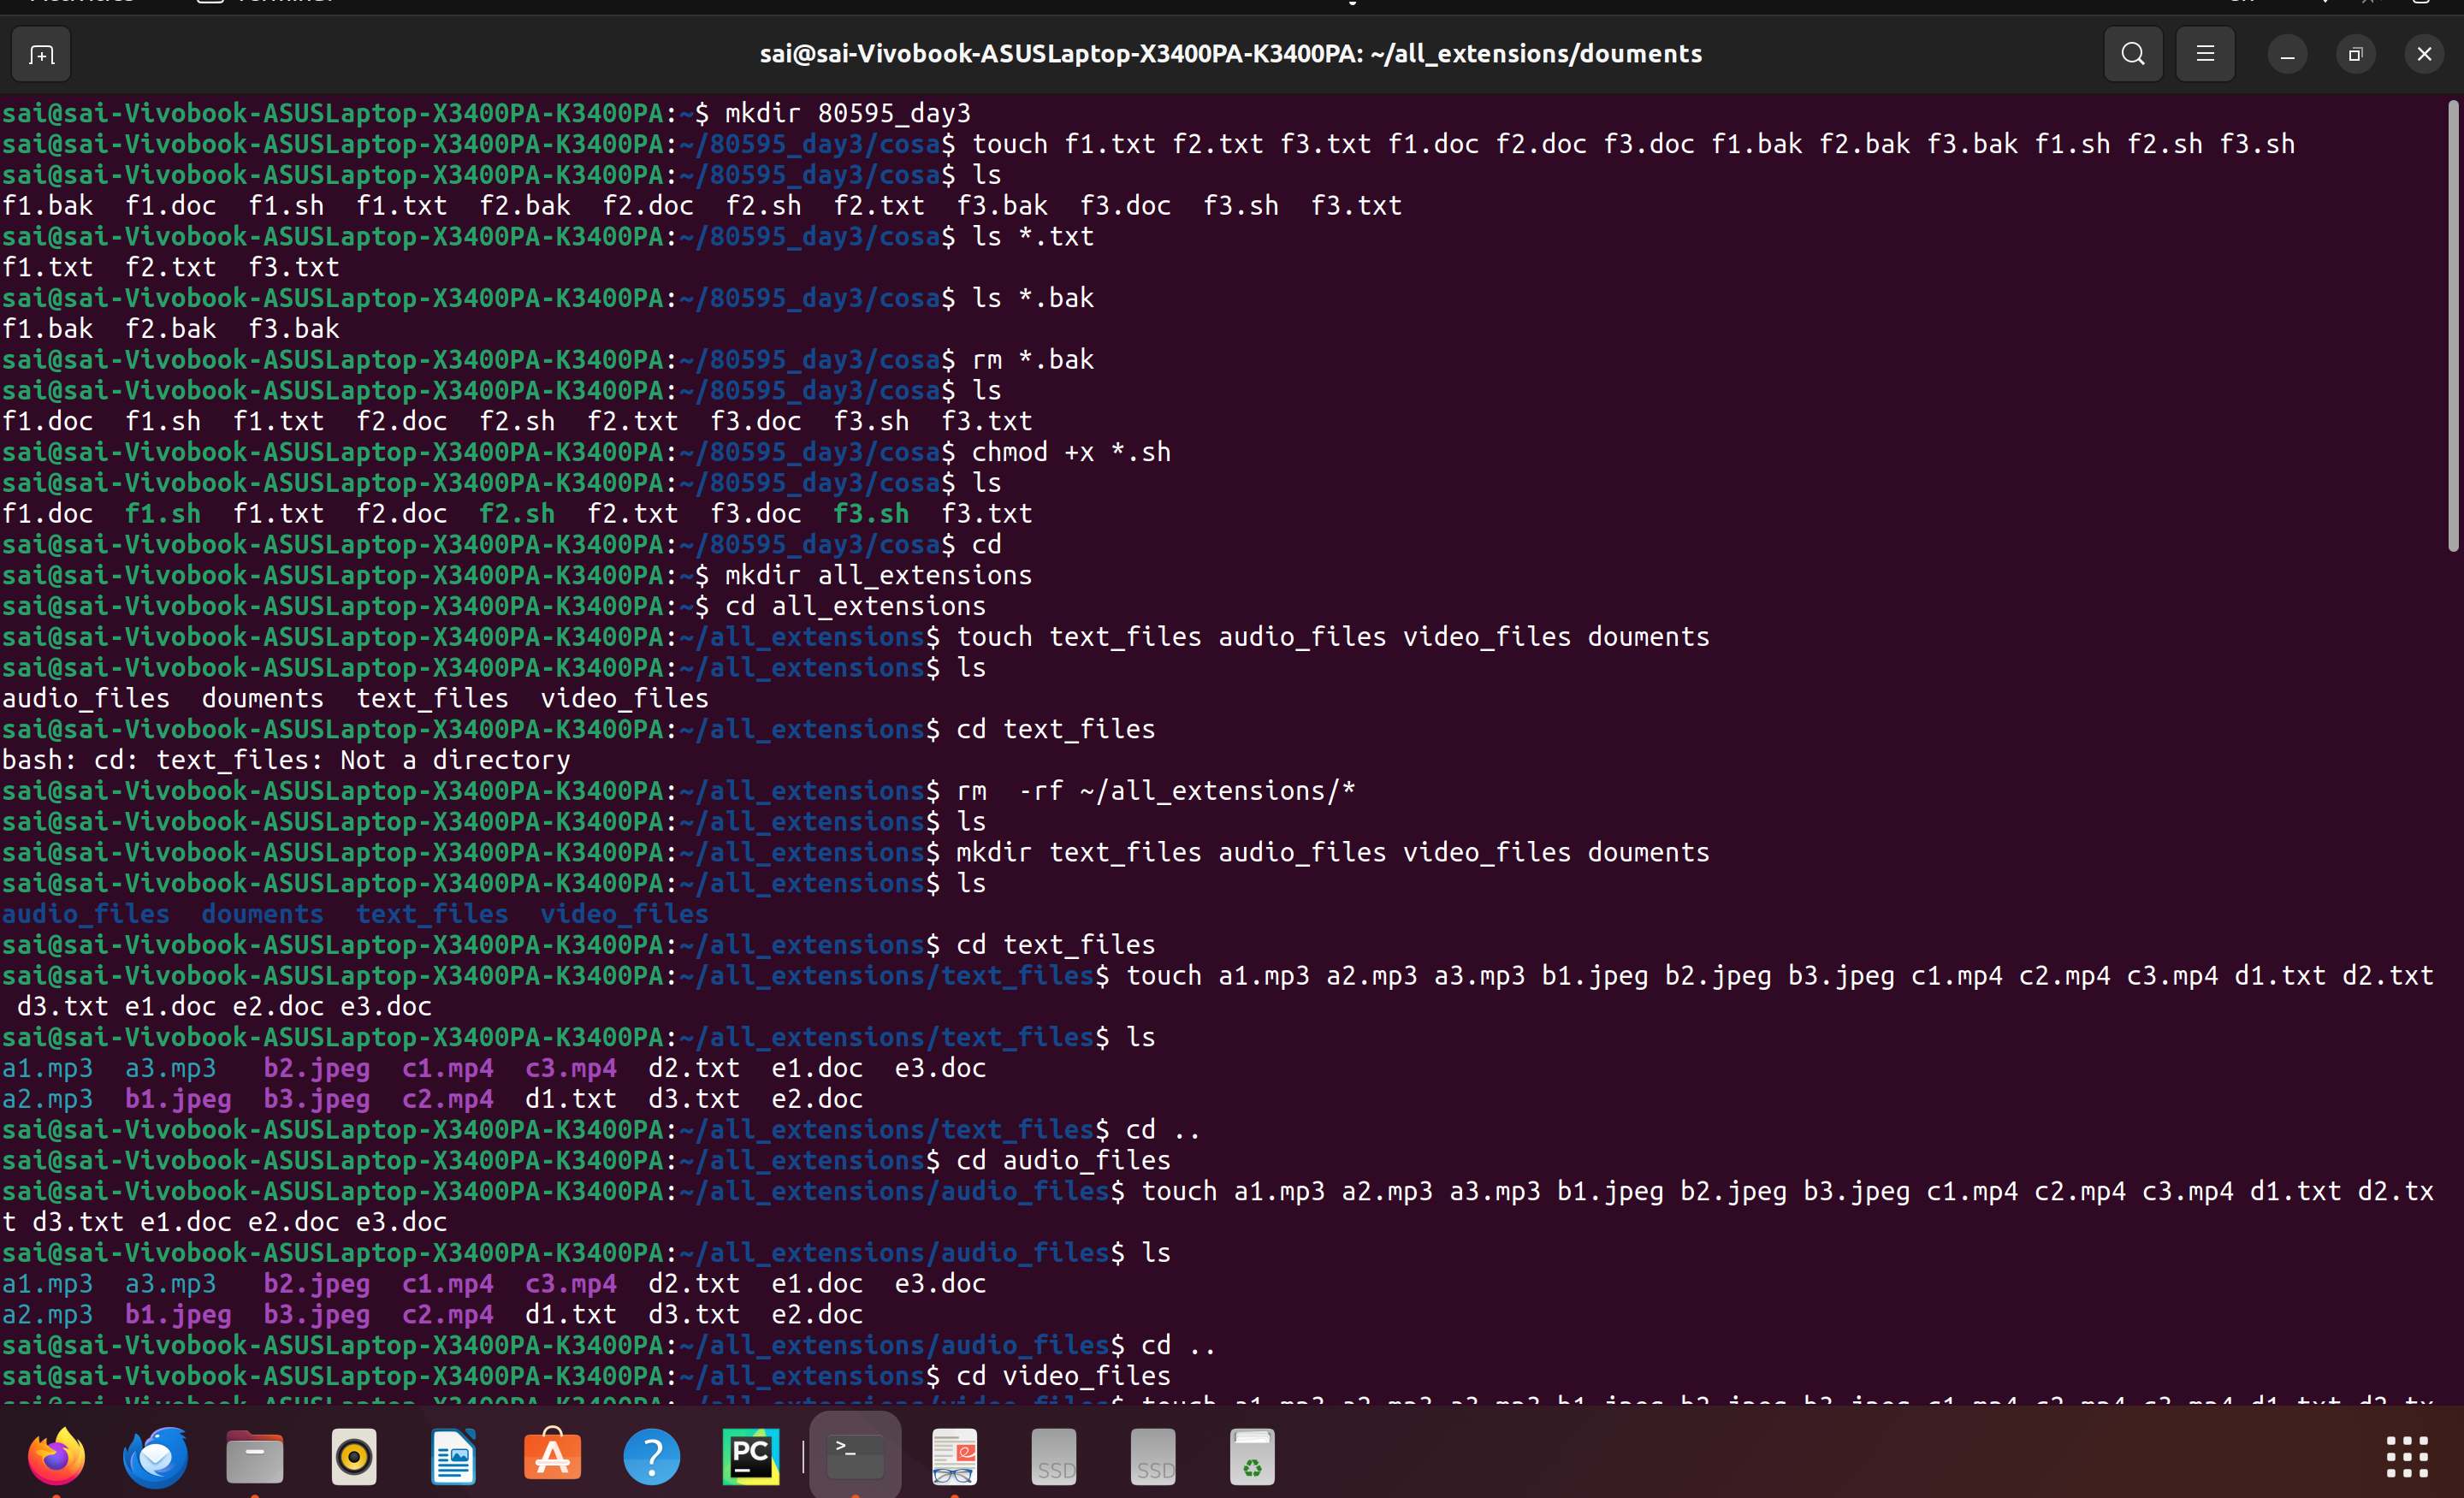 sai@sai-Vivobook-ASUSLaptop-X3400PA-K3400PA: ~/all_extensions/douments
sai@sai-Vivobook-ASUSLaptop-X3400PA-K3400PA:~$ mkdir 80595_day3
sai@sai-Vivobook-ASUSLaptop-X3400PA-K3400PA:~/80595_day3/cosa$ touch f1.txt f2.txt f3.txt f1.doc f2.doc f3.doc f1.bak f2.bak f3.bak f1.sh f2.sh f3.sh
sai@sai-Vivobook-ASUSLaptop-X3400PA-K3400PA:~/80595_day3/cosa$ ls
f1.bak  f1.doc  f1.sh  f1.txt  f2.bak  f2.doc  f2.sh  f2.txt  f3.bak  f3.doc  f3.sh  f3.txt
sai@sai-Vivobook-ASUSLaptop-X3400PA-K3400PA:~/80595_day3/cosa$ ls *.txt
f1.txt  f2.txt  f3.txt
sai@sai-Vivobook-ASUSLaptop-X3400PA-K3400PA:~/80595_day3/cosa$ ls *.bak
f1.bak  f2.bak  f3.bak
sai@sai-Vivobook-ASUSLaptop-X3400PA-K3400PA:~/80595_day3/cosa$ rm *.bak
sai@sai-Vivobook-ASUSLaptop-X3400PA-K3400PA:~/80595_day3/cosa$ ls
f1.doc  f1.sh  f1.txt  f2.doc  f2.sh  f2.txt  f3.doc  f3.sh  f3.txt
sai@sai-Vivobook-ASUSLaptop-X3400PA-K3400PA:~/80595_day3/cosa$ chmod +x *.sh
sai@sai-Vivobook-ASUSLaptop-X3400PA-K3400PA:~/80595_day3/cosa$ ls
f1.doc  f1.sh  f1.txt  f2.doc  f2.sh  f2.txt  f3.doc  f3.sh  f3.txt
sai@sai-Vivobook-ASUSLaptop-X3400PA-K3400PA:~/80595_day3/cosa$ cd
sai@sai-Vivobook-ASUSLaptop-X3400PA-K3400PA:~$ mkdir all_extensions
sai@sai-Vivobook-ASUSLaptop-X3400PA-K3400PA:~$ cd all_extensions
sai@sai-Vivobook-ASUSLaptop-X3400PA-K3400PA:~/all_extensions$ touch text_files audio_files video_files douments
sai@sai-Vivobook-ASUSLaptop-X3400PA-K3400PA:~/all_extensions$ ls
audio_files  douments  text_files  video_files
sai@sai-Vivobook-ASUSLaptop-X3400PA-K3400PA:~/all_extensions$ cd text_files
bash: cd: text_files: Not a directory
sai@sai-Vivobook-ASUSLaptop-X3400PA-K3400PA:~/all_extensions$ rm  -rf ~/all_extensions/*
sai@sai-Vivobook-ASUSLaptop-X3400PA-K3400PA:~/all_extensions$ ls
sai@sai-Vivobook-ASUSLaptop-X3400PA-K3400PA:~/all_extensions$ mkdir text_files audio_files video_files douments
sai@sai-Vivobook-ASUSLaptop-X3400PA-K3400PA:~/all_extensions$ ls
audio_files  douments  text_files  video_files
sai@sai-Vivobook-ASUSLaptop-X3400PA-K3400PA:~/all_extensions$ cd text_files
sai@sai-Vivobook-ASUSLaptop-X3400PA-K3400PA:~/all_extensions/text_files$ touch a1.mp3 a2.mp3 a3.mp3 b1.jpeg b2.jpeg b3.jpeg c1.mp4 c2.mp4 c3.mp4 d1.txt d2.txt
 d3.txt e1.doc e2.doc e3.doc
sai@sai-Vivobook-ASUSLaptop-X3400PA-K3400PA:~/all_extensions/text_files$ ls
a1.mp3  a3.mp3   b2.jpeg  c1.mp4  c3.mp4  d2.txt  e1.doc  e3.doc
a2.mp3  b1.jpeg  b3.jpeg  c2.mp4  d1.txt  d3.txt  e2.doc
sai@sai-Vivobook-ASUSLaptop-X3400PA-K3400PA:~/all_extensions/text_files$ cd ..
sai@sai-Vivobook-ASUSLaptop-X3400PA-K3400PA:~/all_extensions$ cd audio_files
sai@sai-Vivobook-ASUSLaptop-X3400PA-K3400PA:~/all_extensions/audio_files$ touch a1.mp3 a2.mp3 a3.mp3 b1.jpeg b2.jpeg b3.jpeg c1.mp4 c2.mp4 c3.mp4 d1.txt d2.tx
t d3.txt e1.doc e2.doc e3.doc
sai@sai-Vivobook-ASUSLaptop-X3400PA-K3400PA:~/all_extensions/audio_files$ ls
a1.mp3  a3.mp3   b2.jpeg  c1.mp4  c3.mp4  d2.txt  e1.doc  e3.doc
a2.mp3  b1.jpeg  b3.jpeg  c2.mp4  d1.txt  d3.txt  e2.doc
sai@sai-Vivobook-ASUSLaptop-X3400PA-K3400PA:~/all_extensions/audio_files$ cd ..
sai@sai-Vivobook-ASUSLaptop-X3400PA-K3400PA:~/all_extensions$ cd video_files
PC
>_
SSD
SSD